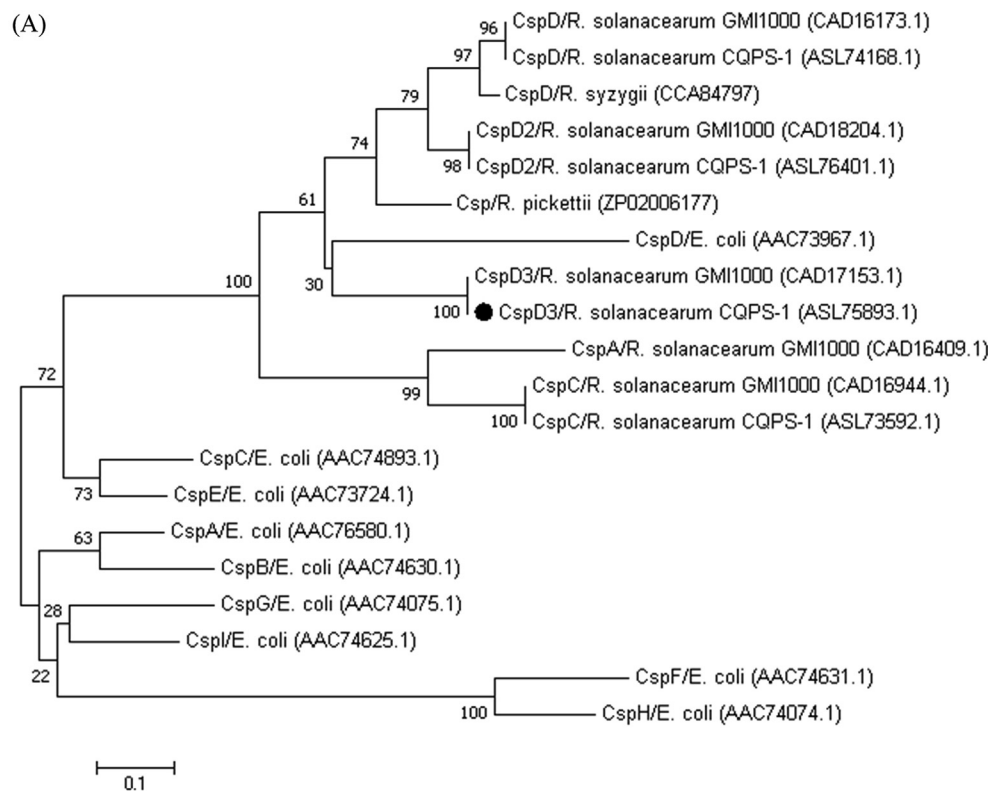 (A)
96
CspD/R. solanacearum GMI1000 (CAD16173.1)
97
CspD/R. solanacearum CQPS-1 (ASL74168.1)
79
CspD/R. syzygii (CCA84797)
CspD2/R. solanacearum GMI1000 (CAD18204.1)
74
98
CspD2/R. solanacearum CQPS-1 (ASL76401.1)
61
Csp/R. pickettii (ZP02006177)
CspD/E. coli (AAC73967.1)
100
30
CspD3/R. solanacearum GMI1000 (CAD17153.1)
100
CspD3/R. solanacearum CQPS-1 (ASL75893.1)
CspA/R. solanacearum GMI1000 (CAD16409.1)
72
99
CspC/R. solanacearum GMI1000 (CAD16944.1)
100
CspC/R. solanacearum CQPS-1 (ASL73592.1)
CspC/E. coli (AAC74893.1)
73
CspE/E. coli (AAC73724.1)
63
CspA/E. coli (AAC76580.1)
CspB/E. coli (AAC74630.1)
28
CspG/E. coli (AAC74075.1)
CspI/E. coli (AAC74625.1)
22
CspF/E. coli (AAC74631.1)
100
CspH/E. coli (AAC74074.1)
0.1